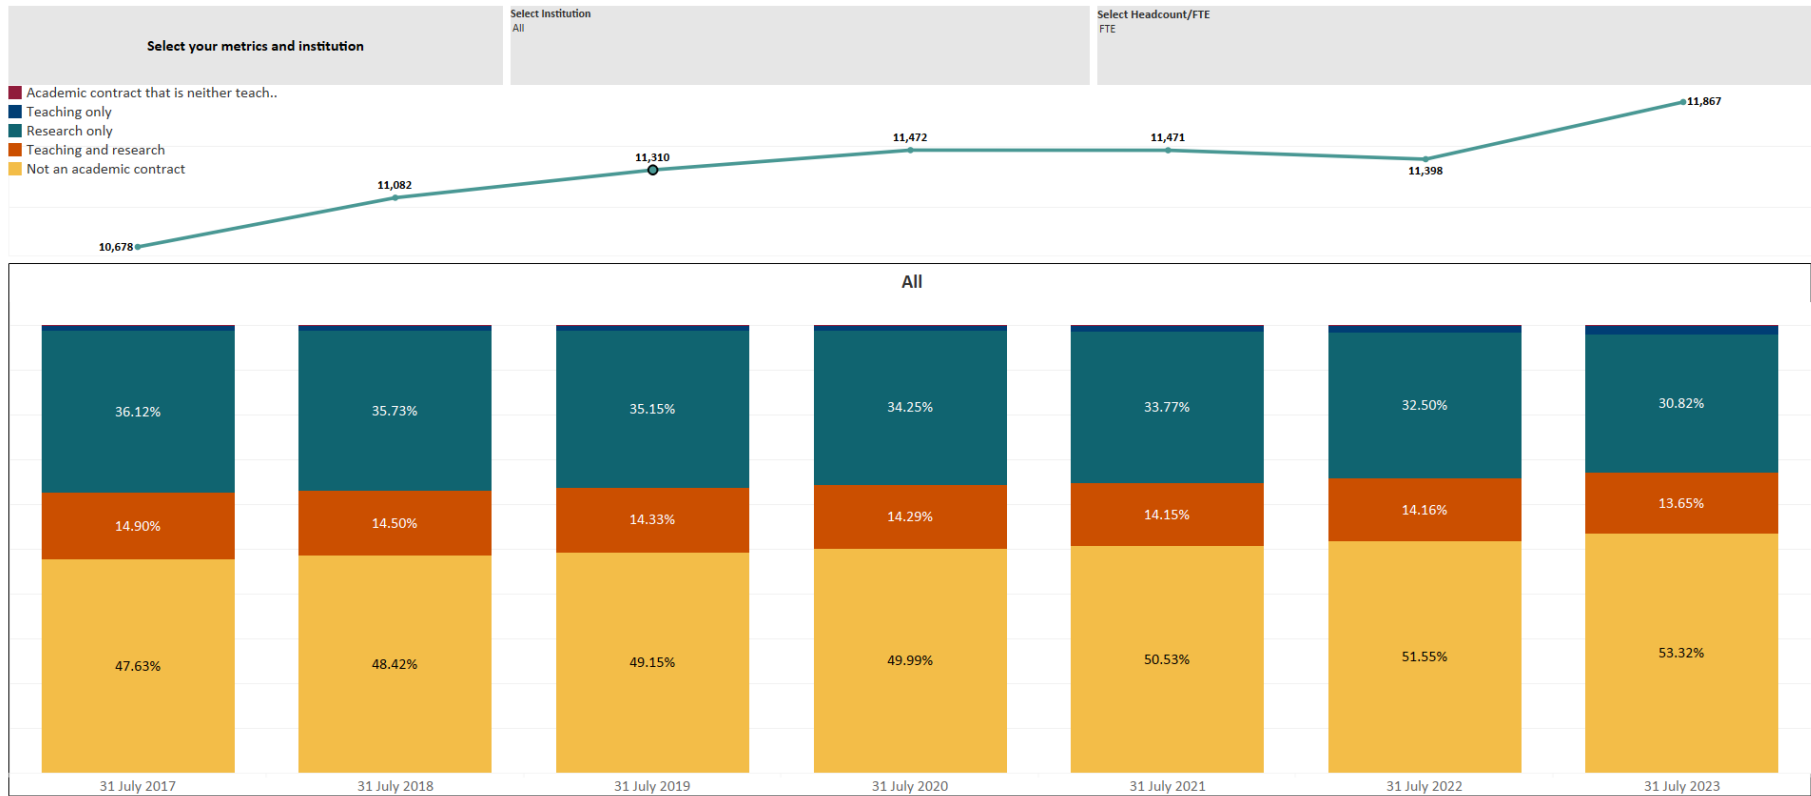 Select your metrics and institution
Select Institution
All
Select Headcount/FTE
FTE
Academic contract that is neither teach..
Teaching only
Research only
Teaching and research
Not an academic contract
10,678
11,082
11,310
11,472
11,471
11,398
11,867
All
36.12%
35.73%
35.15%
34.25%
33.77%
32.50%
30.82%
14.90%
14.50%
14.33%
14.29%
14.15%
14.16%
13.65%
47.63%
48.42%
49.15%
49.99%
50.53%
51.55%
53.32%
31 July 2017
31 July 2018
31 July 2019
31 July 2020
31 July 2021
31 July 2022
31 July 2023